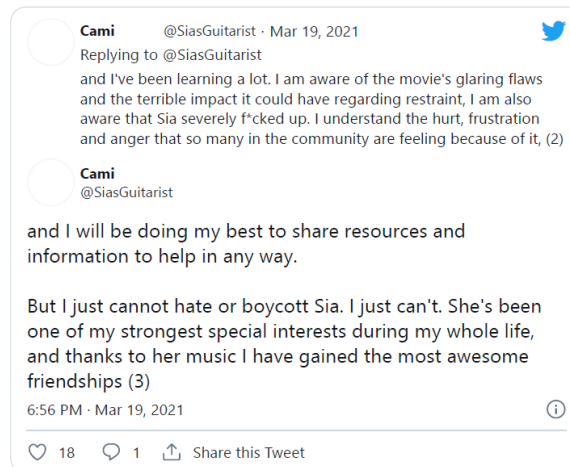 Cami @SiasGuitarist · Mar 19, 2021
Replying to @SiasGuitarist
and I've been learning a lot. I am aware of the movie's glaring flaws
and the terrible impact it could have regarding restraint, I am also
aware that Sia severely f*cked up. I understand the hurt, frustration
and anger that so many in the community are feeling because of it, (2)
Cami
@SiasGuitarist
and I will be doing my best to share resources and
information to help in any way.
But I just cannot hate or boycott Sia. I just can't. She's been
one of my strongest special interests during my whole life,
and thanks to her music I have gained the most awesome
friendships (3)
6:56 PM · Mar 19, 2021
18 1 Share this Tweet